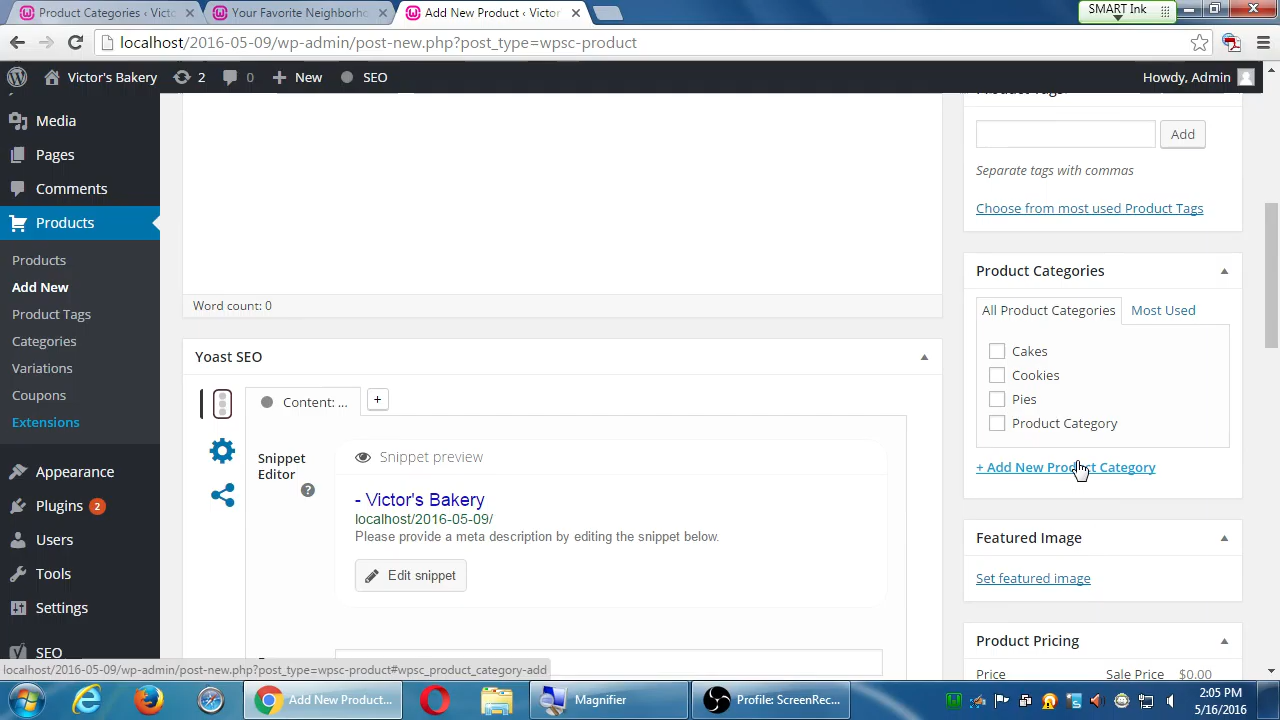 Product Categories ‹ Victor
Your Favorite Neighborho
Add New Product ‹ Victor
SMART Ink
localhost/2016-05-09/wp-admin/post-new.php?post_type=wpsc-product
Victor's Bakery
2
0
New
SEO
Howdy, Admin
Media
Pages
Comments
Products
Products
Add New
Product Tags
Categories
Variations
Coupons
Extensions
Appearance
Plugins 2
Users
Tools
Settings
SEO
Word count: 0
Yoast SEO
Content: ...
+
Snippet
Editor
?
Snippet preview
- Victor's Bakery
localhost/2016-05-09/
Please provide a meta description by editing the snippet below.
Edit snippet
Product Tags
Add
Separate tags with commas
Choose from most used Product Tags
Product Categories
All Product Categories
Most Used
Cakes
Cookies
Pies
Product Category
+ Add New Product Category
Featured Image
Set featured image
Product Pricing
Price
Sale Price
$0.00
localhost/2016-05-09/wp-admin/post-new.php?post_type=wpsc-product#wpsc_product_category-add
Add New Product...
Magnifier
Profile: ScreenRec...
2:05 PM
5/16/2016